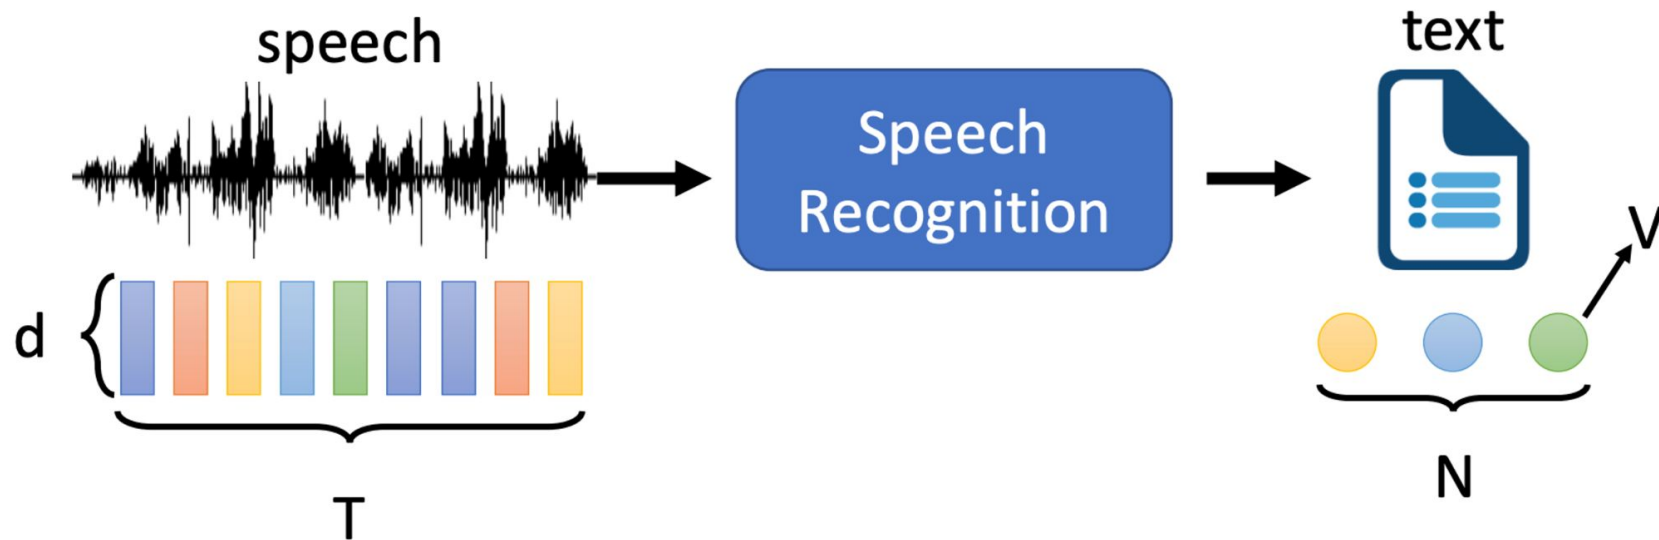 speech
Speech
Recognition
text
d
T
V
N